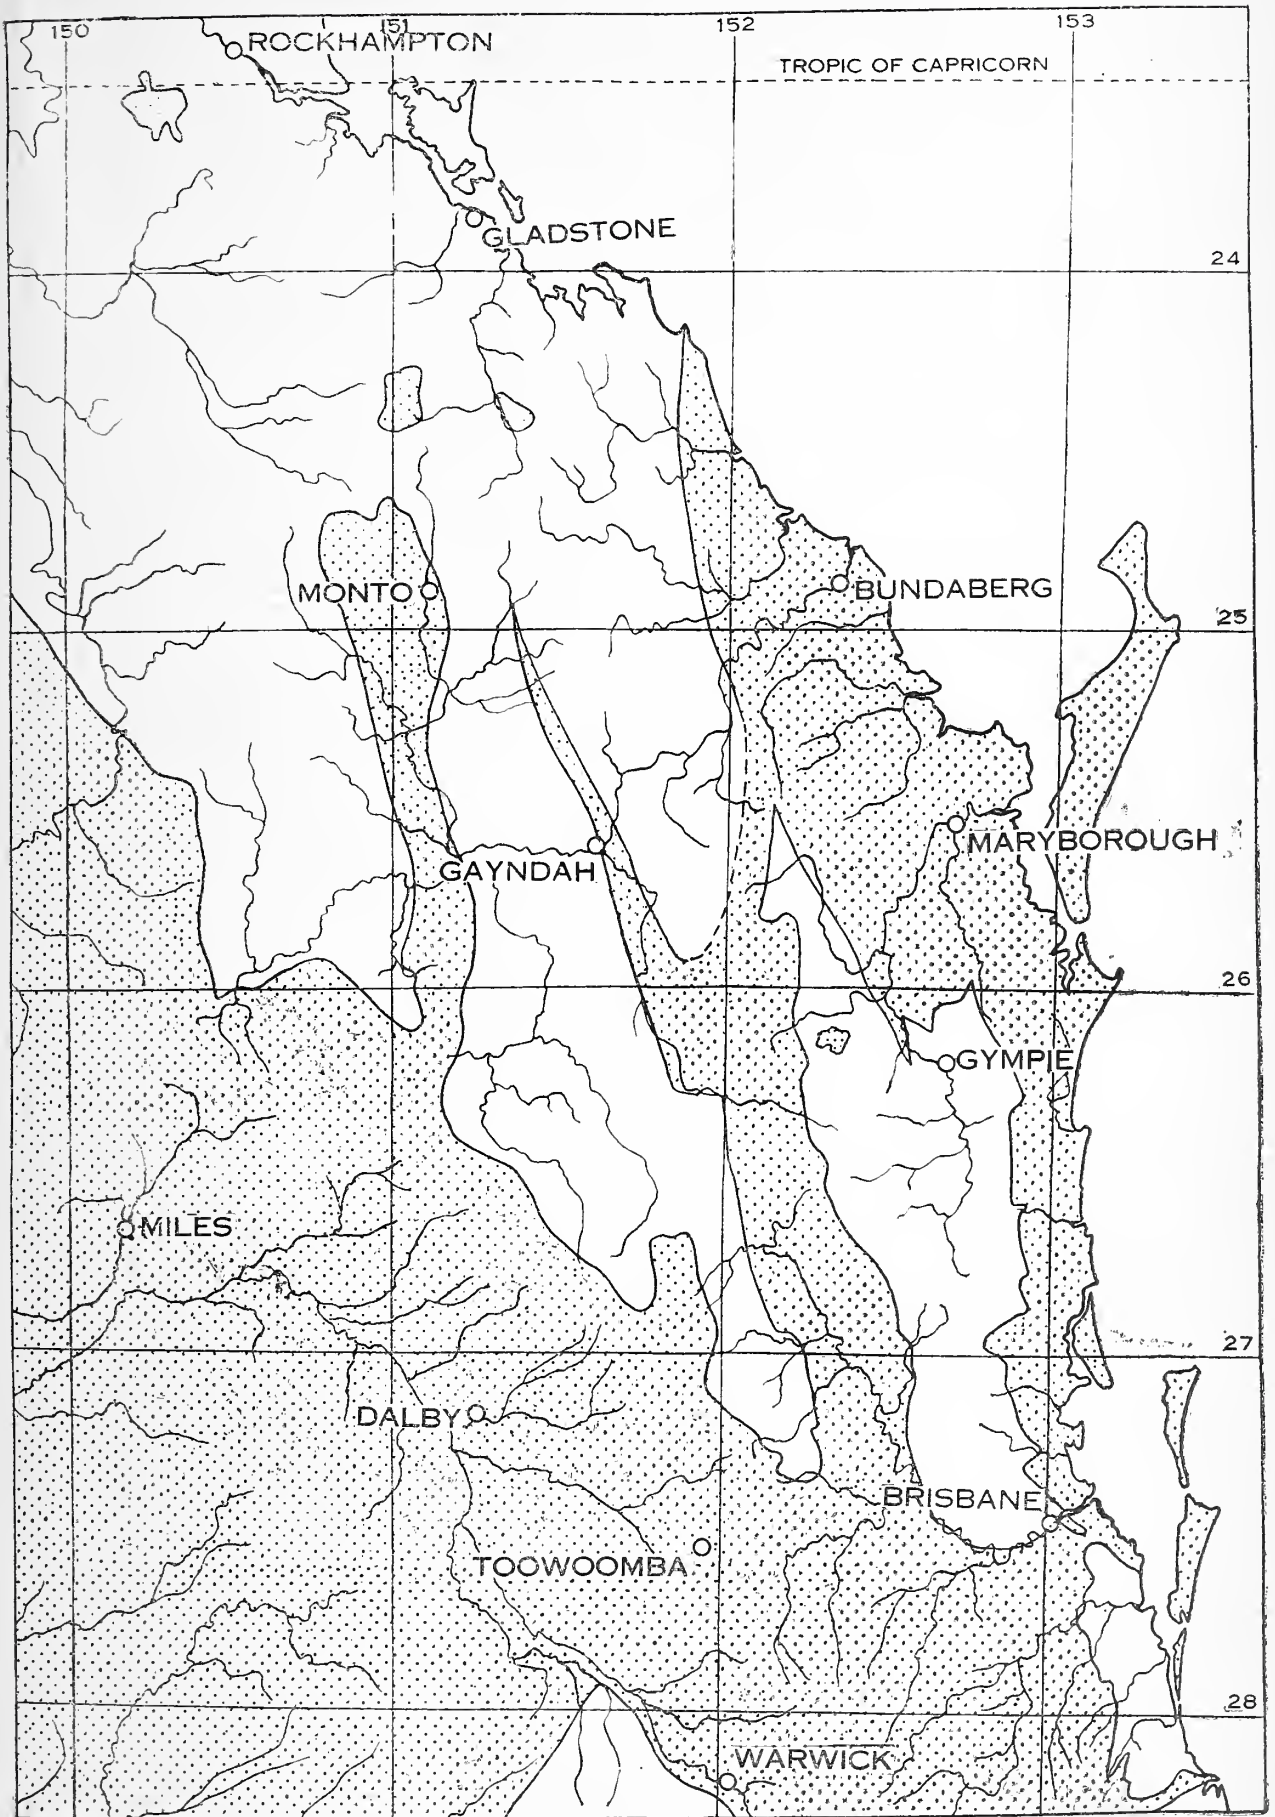 150
151
152
153
ROCKHAMPTON
TROPIC OF CAPRICORN
GLADSTONE
24
MONTO
BUNDABERG
25
MARYBOROUGH
GAYNDAH
26
GYMPIE
MILES
27
DALBY
BRISBANE
TOOWOOMBA
28
WARWICK